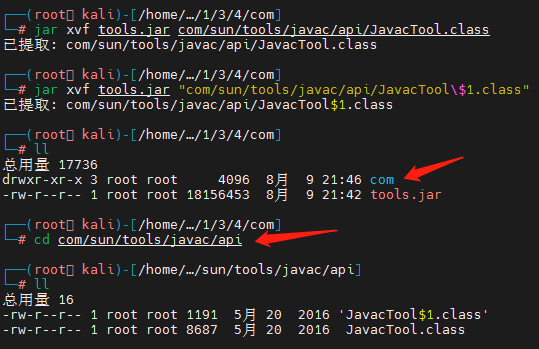 ┌──(root💀kali)-[/home/…/1/3/4/com]
└─# jar xvf tools.jar com/sun/tools/javac/api/JavacTool.class
已提取: com/sun/tools/javac/api/JavacTool.class
┌──(root💀kali)-[/home/…/1/3/4/com]
└─# jar xvf tools.jar "com/sun/tools/javac/api/JavacTool\$1.class"
已提取: com/sun/tools/javac/api/JavacTool$1.class
┌──(root💀kali)-[/home/…/1/3/4/com]
└─# ll
总用量 17736
drwxr-xr-x 3 root root     4096  8月  9 21:46 com
-rw-r--r-- 1 root root 18156453  8月  9 21:42 tools.jar
┌──(root💀kali)-[/home/…/1/3/4/com]
└─# cd com/sun/tools/javac/api
┌──(root💀kali)-[/home/…/sun/tools/javac/api]
└─# ll
总用量 16
-rw-r--r-- 1 root root 1191  5月 20  2016 'JavacTool$1.class'
-rw-r--r-- 1 root root 8687  5月 20  2016  JavacTool.class